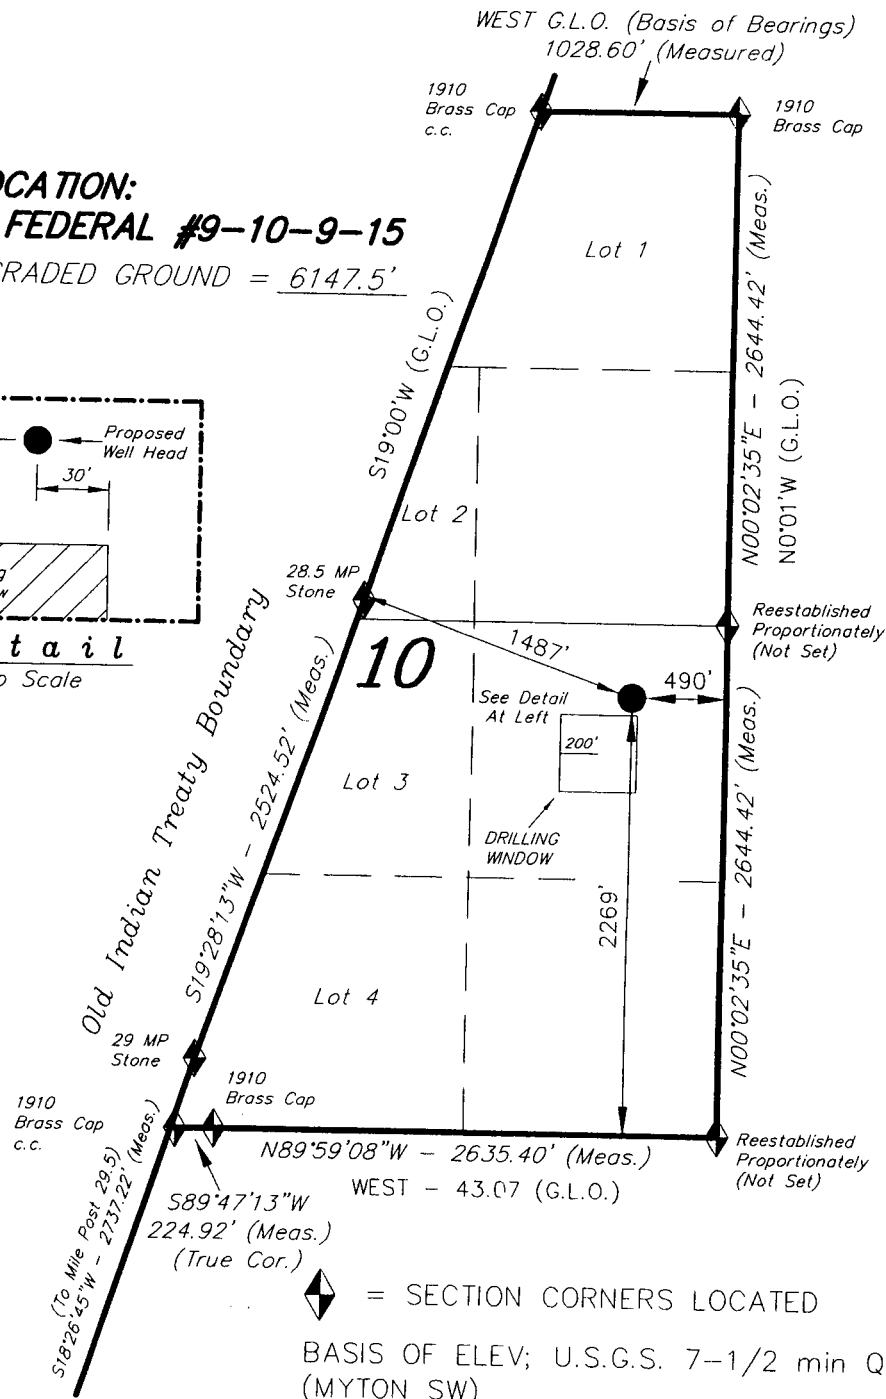 WEST G.L.O. (Basis of Bearings)
1028.60' (Measured)
1910
Brass Cap
c.c.
1910
Brass Cap
OCATION:
FEDERAL #9-10-9-15
GRADED GROUND = 6147.5'
Lot 1
N00°02'35"E - 2644.42' (Meas.)
N0°01'W (G.L.O.)
S19°00'W (G.L.O.)
Proposed
Well Head
30'
Lot 2
28.5 MP
Stone
tail
o Scale
Reestablished
Proportionately
(Not Set)
10
1487'
490'
See Detail
At Left
200'
Old Indian Treaty Boundary
S19°28'13"W - 2524.52' (Meas.)
Lot 3
DRILLING
WINDOW
2269'
N00°02'35"E - 2644.42' (Meas.)
Lot 4
29 MP
Stone
1910
Brass Cap
1910
Brass Cap
c.c.
N89°59'08"W - 2635.40' (Meas.)
WEST - 43.07 (G.L.O.)
Reestablished
Proportionately
(Not Set)
S89°47'13"W
224.92' (Meas.)
(True Cor.)
(To Mile Post 29.5)
S18°26'45"W - 2737.22' (Meas.)
= SECTION CORNERS LOCATED
BASIS OF ELEV; U.S.G.S. 7-1/2 min Q
(MYTON SW)